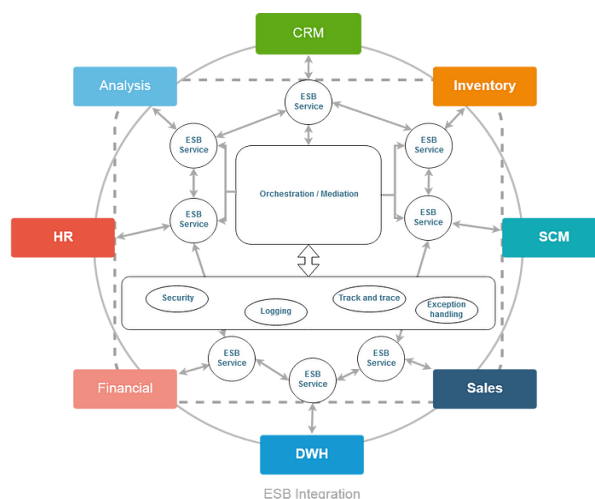 CRM
Analysis
Inventory
ESB
Service
ESB
Service
ESB
Service
Orchestration / Mediation
ESB
Service
ESB
Service
HR
SCM
Security
Logging
Track and trace
Exception
handling
ESB
Service
ESB
Service
ESB
Service
Financial
Sales
DWH
ESB Integration